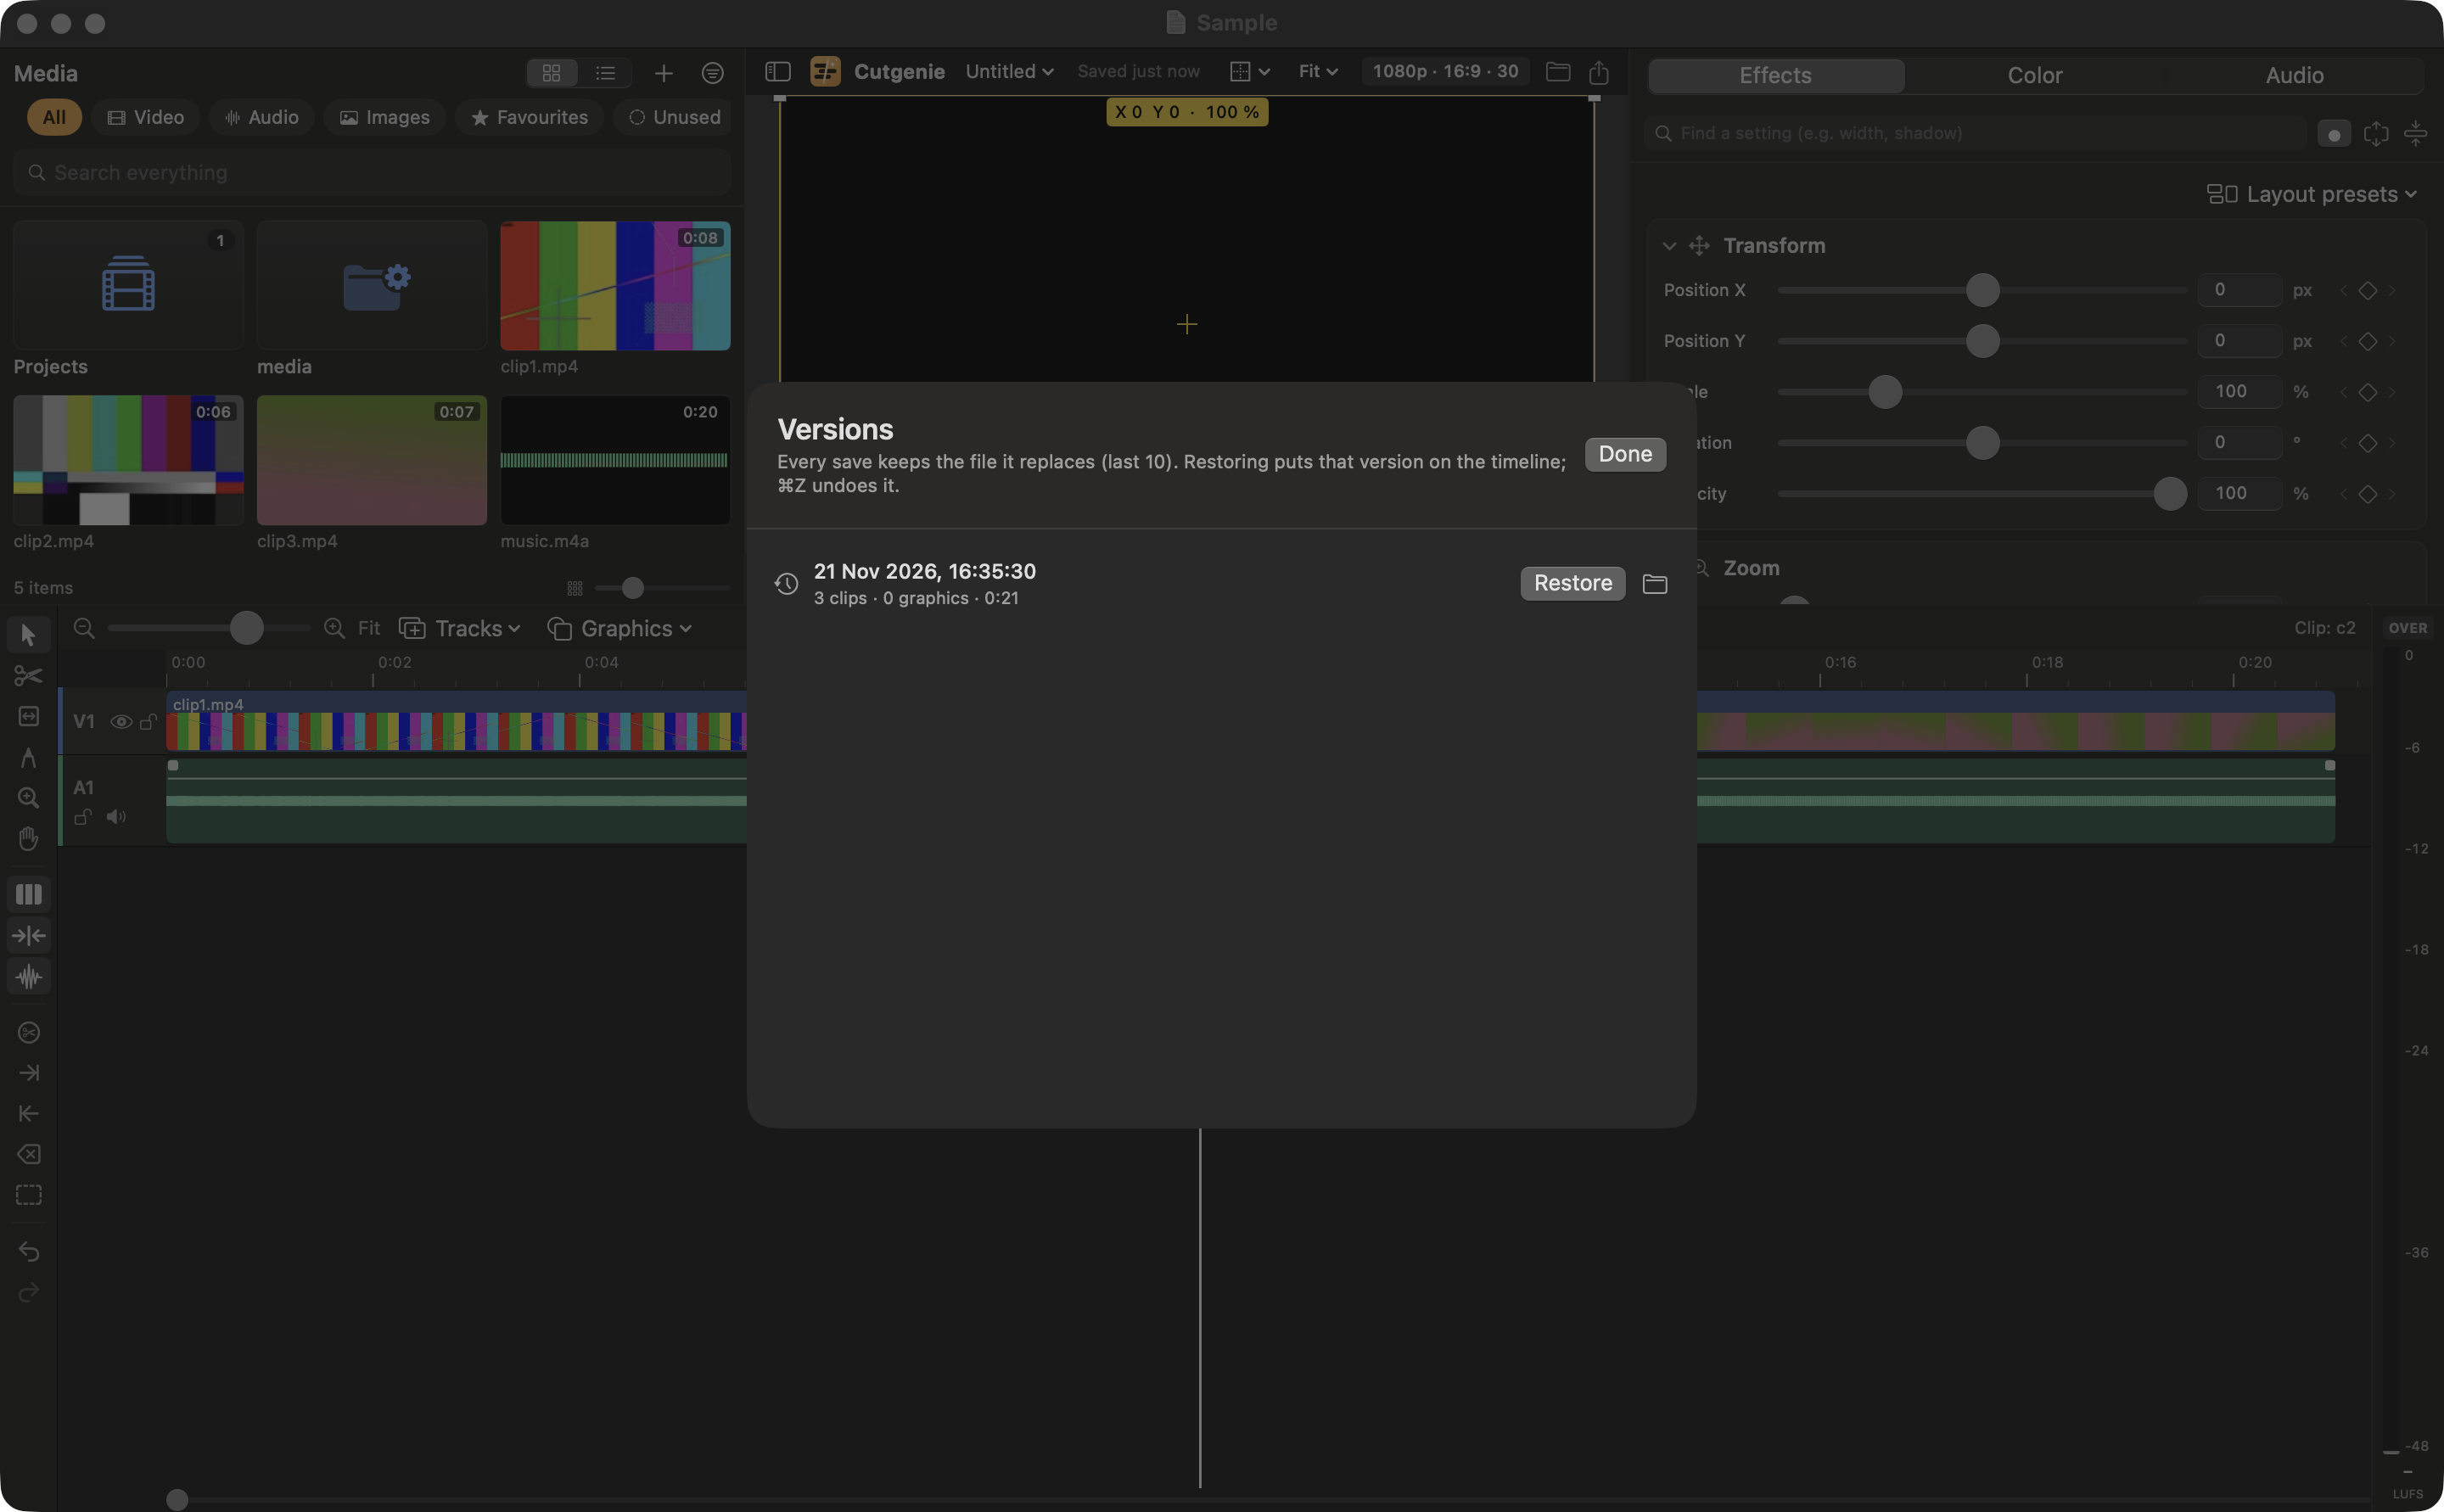 Sample
Media
All
Video
Audio
Images
Favourites
Unused
Search everything
1
Projects
media
0:08
clip1.mp4
0:06
clip2.mp4
0:07
clip3.mp4
0:20
music.m4a
5 items
Cutgenie
Untitled
Saved just now
Fit
1080p · 16:9 · 30
X 0 Y 0 · 100 %
Effects
Color
Audio
Find a setting (e.g. width, shadow)
Layout presets
Transform
Position X
0
px
Position Y
0
px
100
%
0
°
100
%
Zoom
Versions
Every save keeps the file it replaces (last 10). Restoring puts that version on the timeline;
⌘Z undoes it.
Done
21 Nov 2026, 16:35:30
3 clips · 0 graphics · 0:21
Restore
Fit
Tracks
Graphics
Clip: c2
OVER
0:00
0:02
0:04
0:16
0:18
0:20
V1
clip1.mp4
A1
0
-6
-12
-18
-24
-36
-48
–
LUFS